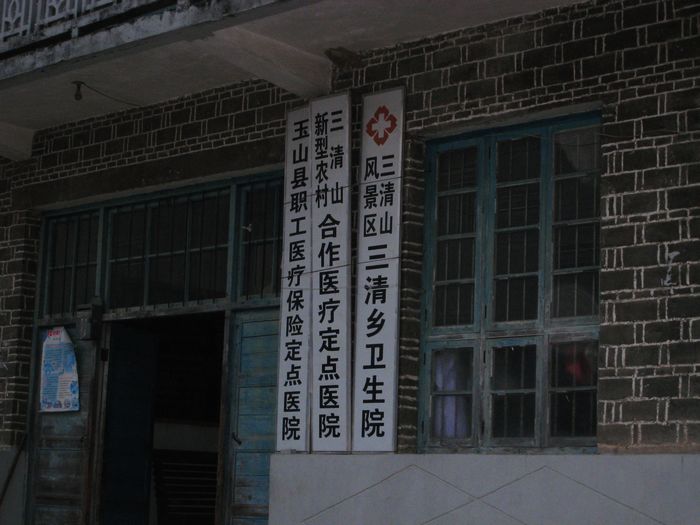 玉山县职工医疗保险定点医院
三清山
新型农村
合作医疗定点医院
三清山
风景区
三清乡卫生院